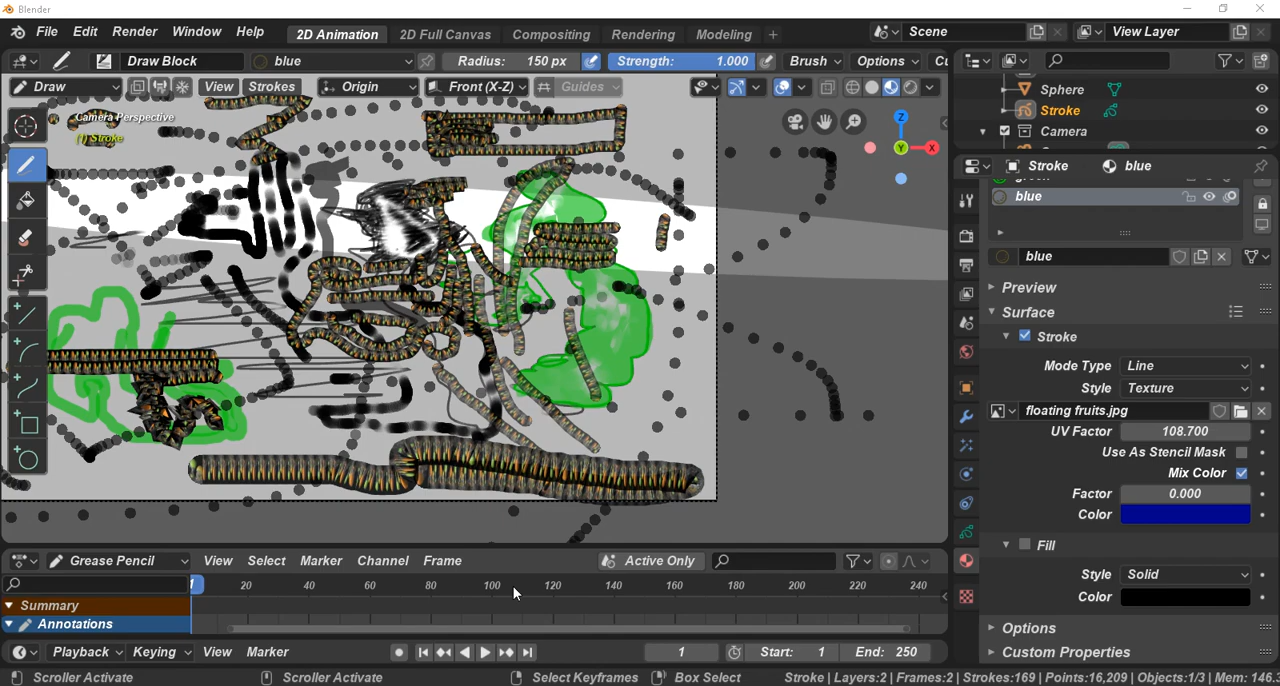 Blender
File Edit Render Window Help 2D Animation 2D Full Canvas Compositing Rendering Modeling + Scene View Layer
Draw Block blue Radius: 150 px Strength: 1.000 Brush Options
Draw View Strokes Origin Front (X-Z) Guides
Camera Perspective
(1) Stroke
Z
Y
X
Sphere
Stroke
Camera
Stroke blue
green
blue
blue
Preview
Surface
Stroke
Mode Type Line
Style Texture
floating fruits.jpg
UV Factor 108.700
Use As Stencil Mask
Mix Color
Factor 0.000
Color
Fill
Style Solid
Color
Options
Custom Properties
Grease Pencil View Select Marker Channel Frame Active Only
1 20 40 60 80 100 120 140 160 180 200 220 240
Summary
Annotations
Playback Keying View Marker 1 Start: 1 End: 250
Scroller Activate Scroller Activate Select Keyframes Box Select Stroke | Layers:2 | Frames:2 | Strokes:169 | Points:16,209 | Objects:1/3 | Mem: 146.